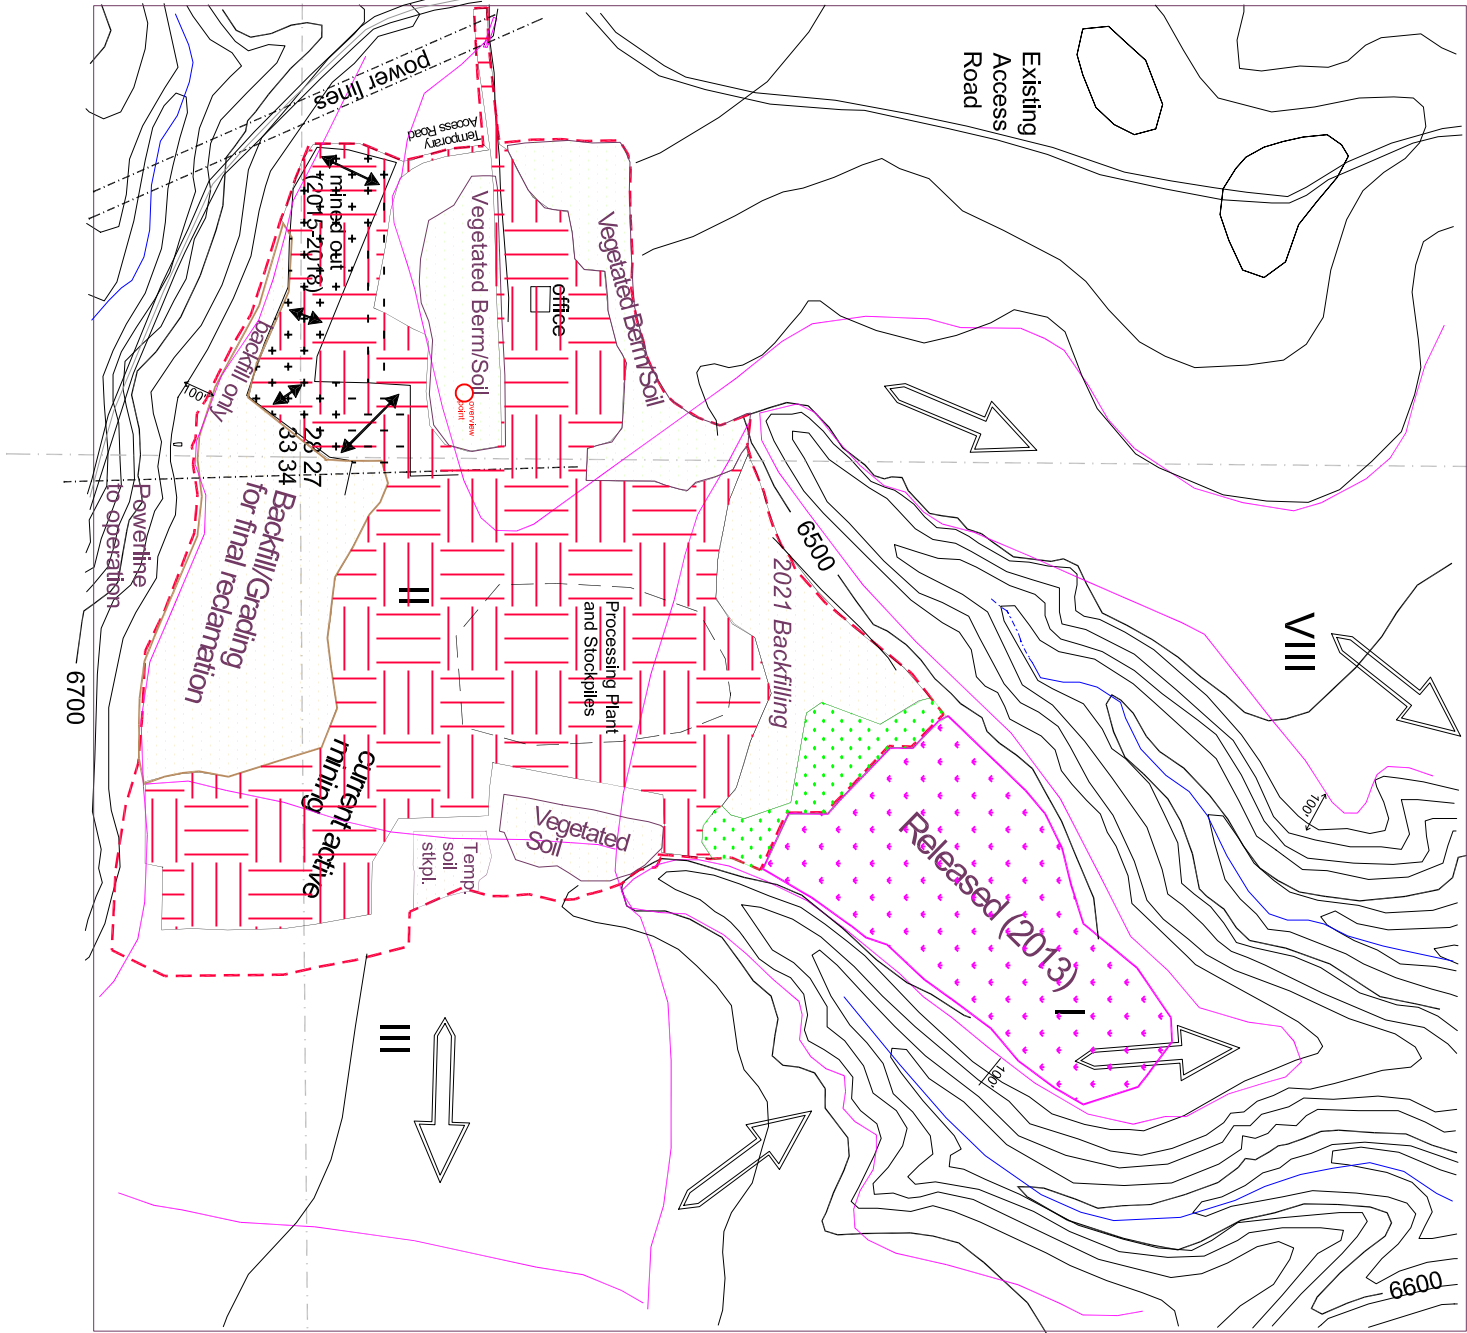 Existing
Access
Road
power lines
Temporary
Access Road
mined out
(2015-2018)
Vegetated Berm/Soil
Vegetated Berm/Soil
office
overview
point
backfill only
100'
28 27
33 34
Powerline
to operation
Backfill/Grading
for final reclamation
II
Processing Plant
and Stockpiles
2021 Backfilling
6500
VIII
100'
6700
current active
mining
Vegetated
Soil
Temp.
soil
stkpl.
Released (2013)
I
III
100'
6600